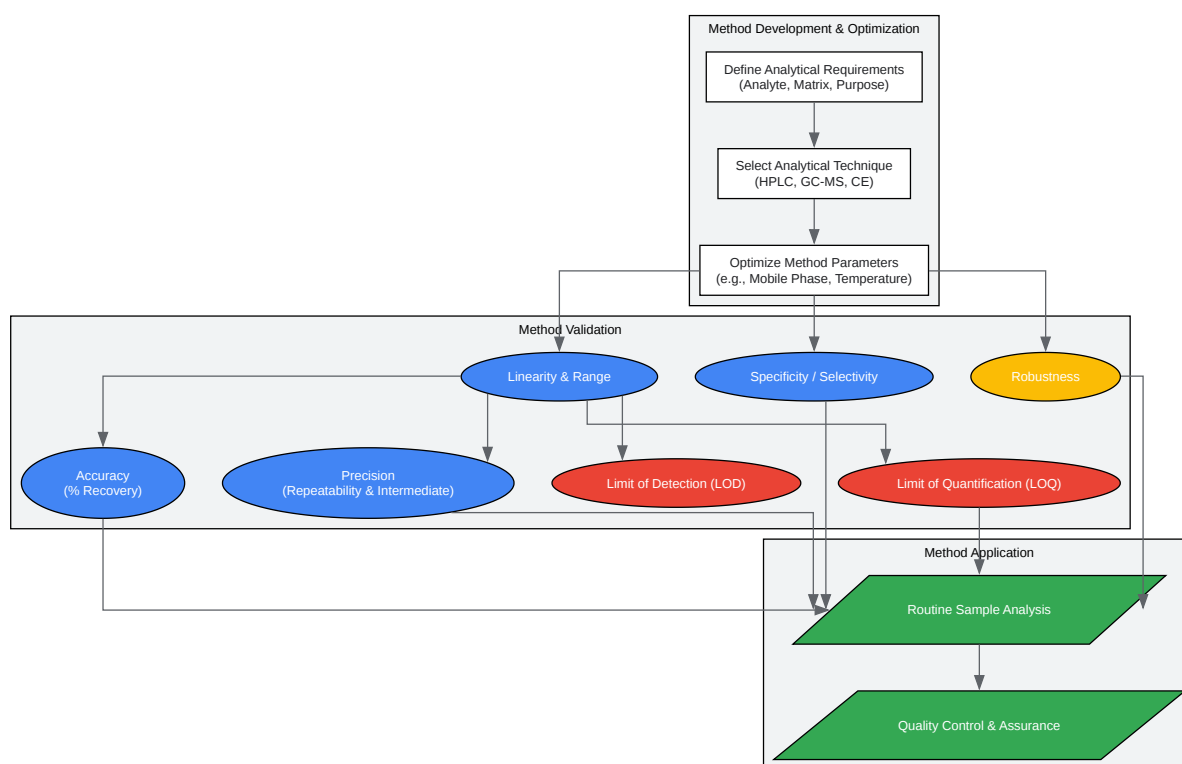 Method Development & Optimization
Define Analytical Requirements
(Analyte, Matrix, Purpose)
Select Analytical Technique
(HPLC, GC-MS, CE)
Optimize Method Parameters
(e.g., Mobile Phase, Temperature)
Method Validation
Linearity & Range
Specificity / Selectivity
Robustness
Accuracy
(% Recovery)
Precision
(Repeatability & Intermediate)
Limit of Detection (LOD)
Limit of Quantification (LOQ)
Method Application
Routine Sample Analysis
Quality Control & Assurance